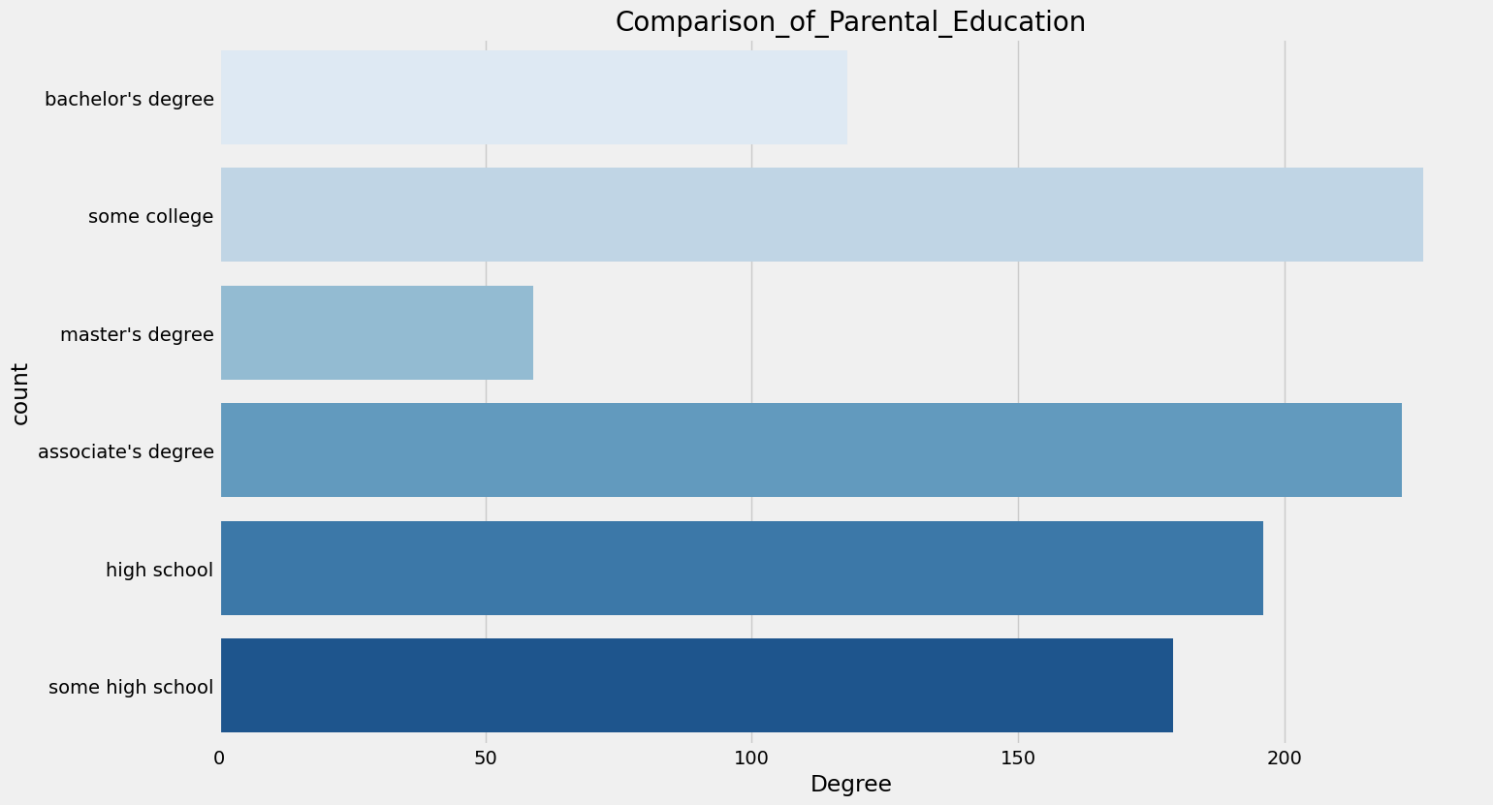 Comparison_of_Parental_Education
bachelor's degree
some college
master's degree
associate's degree
high school
some high school
count
0 50 100 150 200
Degree